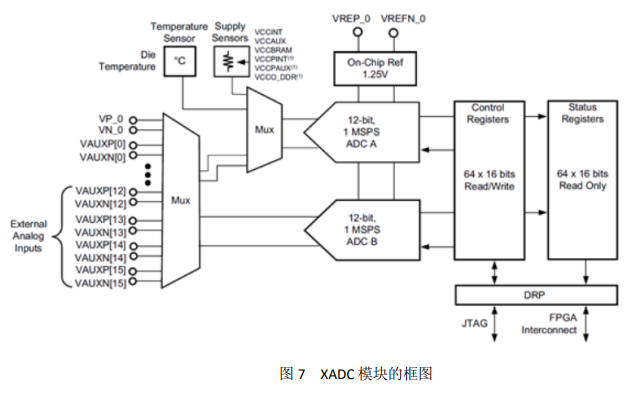 VREP_0 VREFN_0
Temperature
Sensor
Supply
Sensors
VCCINT
VCCAUX
VCCBRAM
VCCPINT(1)
VCCPAUX(1)
VCCO_DDR(1)
Die
Temperature
°C
On-Chip Ref
1.25V
Mux
12-bit,
1 MSPS
ADC A
Control
Registers
64 x 16 bits
Read/Write
Status
Registers
64 x 16 bits
Read Only
VP_0
VN_0
VAUXP[0]
VAUXN[0]
VAUXP[12]
VAUXN[12]
VAUXP[13]
VAUXN[13]
VAUXP[14]
VAUXN[14]
VAUXP[15]
VAUXN[15]
External
Analog
Inputs
Mux
12-bit,
1 MSPS
ADC B
DRP
JTAG
FPGA
Interconnect
图 7 XADC 模块的框图